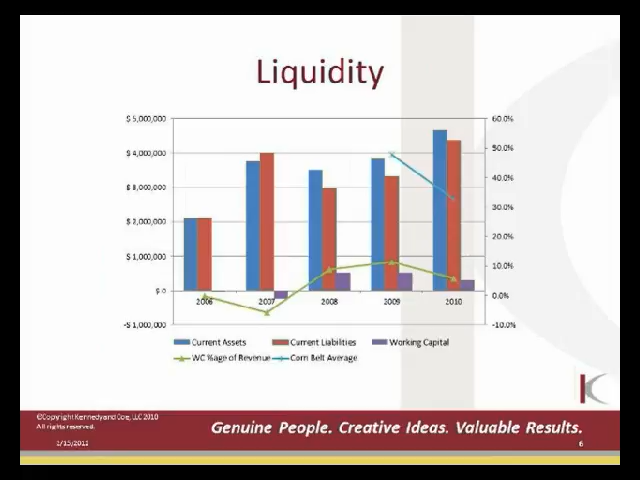 Liquidity
$ 5,000,000
60.0%
50.0%
$ 4,000,000
40.0%
$ 3,000,000
30.0%
$ 2,000,000
20.0%
$ 1,000,000
10.0%
$ 0
0.0%
-$ 1,000,000
-10.0%
2006
2007
2008
2009
2010
Current Assets
Current Liabilities
Working Capital
WC %age of Revenue
Corn Belt Average
K
©Copyright Kennedy and Coe, LLC 2010
All rights reserved.
Genuine People. Creative Ideas. Valuable Results.
6